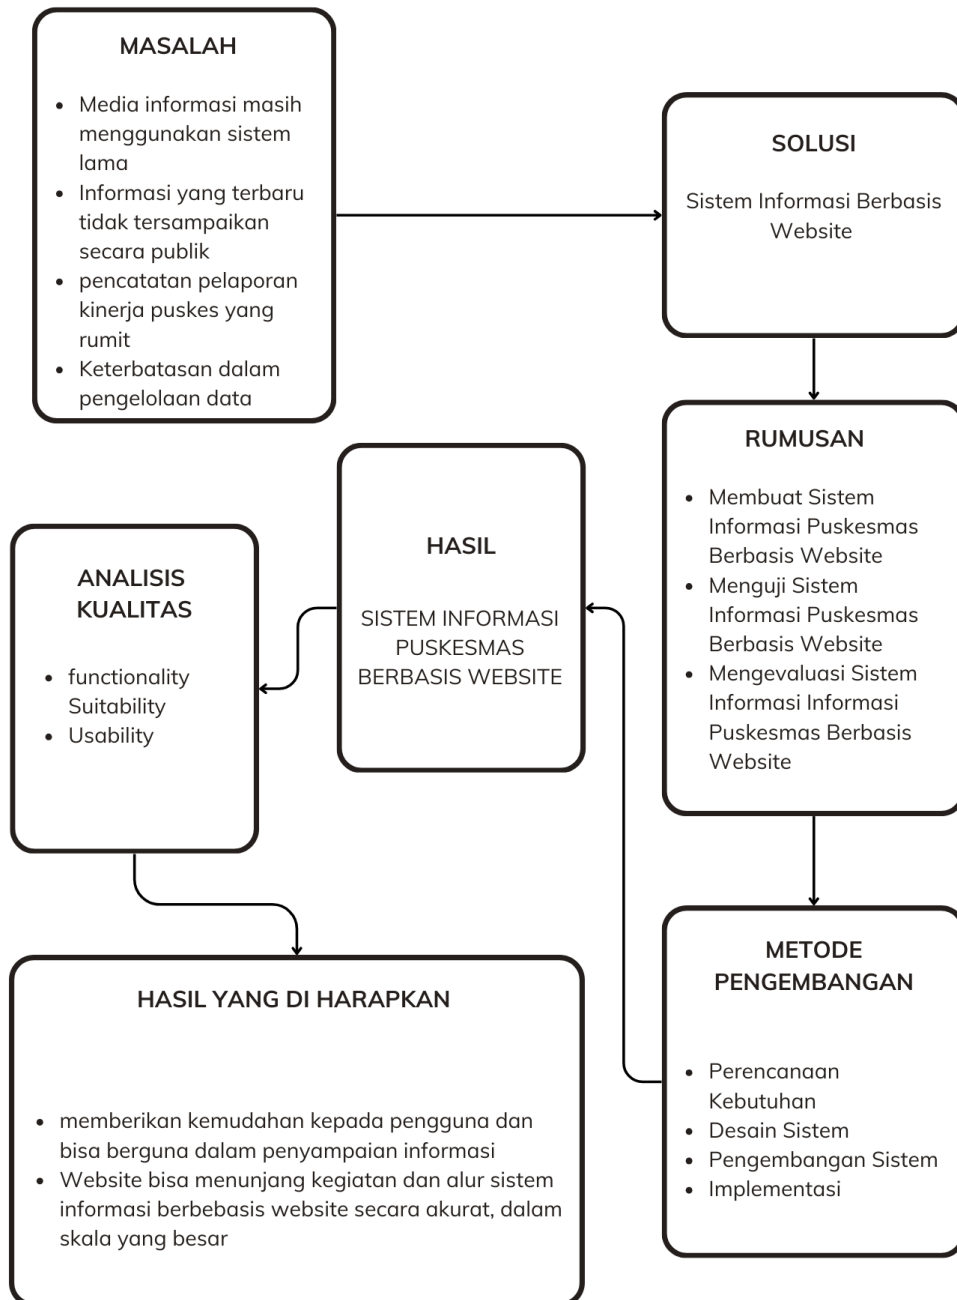 MASALAH
• Media informasi masih
menggunakan sistem
lama
• Informasi yang terbaru
tidak tersampaikan
secara publik
• pencatatan pelaporan
kinerja puskes yang
rumit
• Keterbatasan dalam
pengelolaan data
SOLUSI
Sistem Informasi Berbasis
Website
RUMUSAN
• Membuat Sistem
Informasi Puskesmas
Berbasis Website
• Menguji Sistem
Informasi Puskesmas
Berbasis Website
• Mengevaluasi Sistem
Informasi Informasi
Puskesmas Berbasis
Website
METODE
PENGEMBANGAN
• Perencanaan
Kebutuhan
• Desain Sistem
• Pengembangan Sistem
• Implementasi
HASIL
SISTEM INFORMASI
PUSKESMAS
BERBASIS WEBSITE
ANALISIS
KUALITAS
• functionality
Suitability
• Usability
HASIL YANG DI HARAPKAN
• memberikan kemudahan kepada pengguna dan
bisa berguna dalam penyampaian informasi
• Website bisa menunjang kegiatan dan alur sistem
informasi berbebasis website secara akurat, dalam
skala yang besar